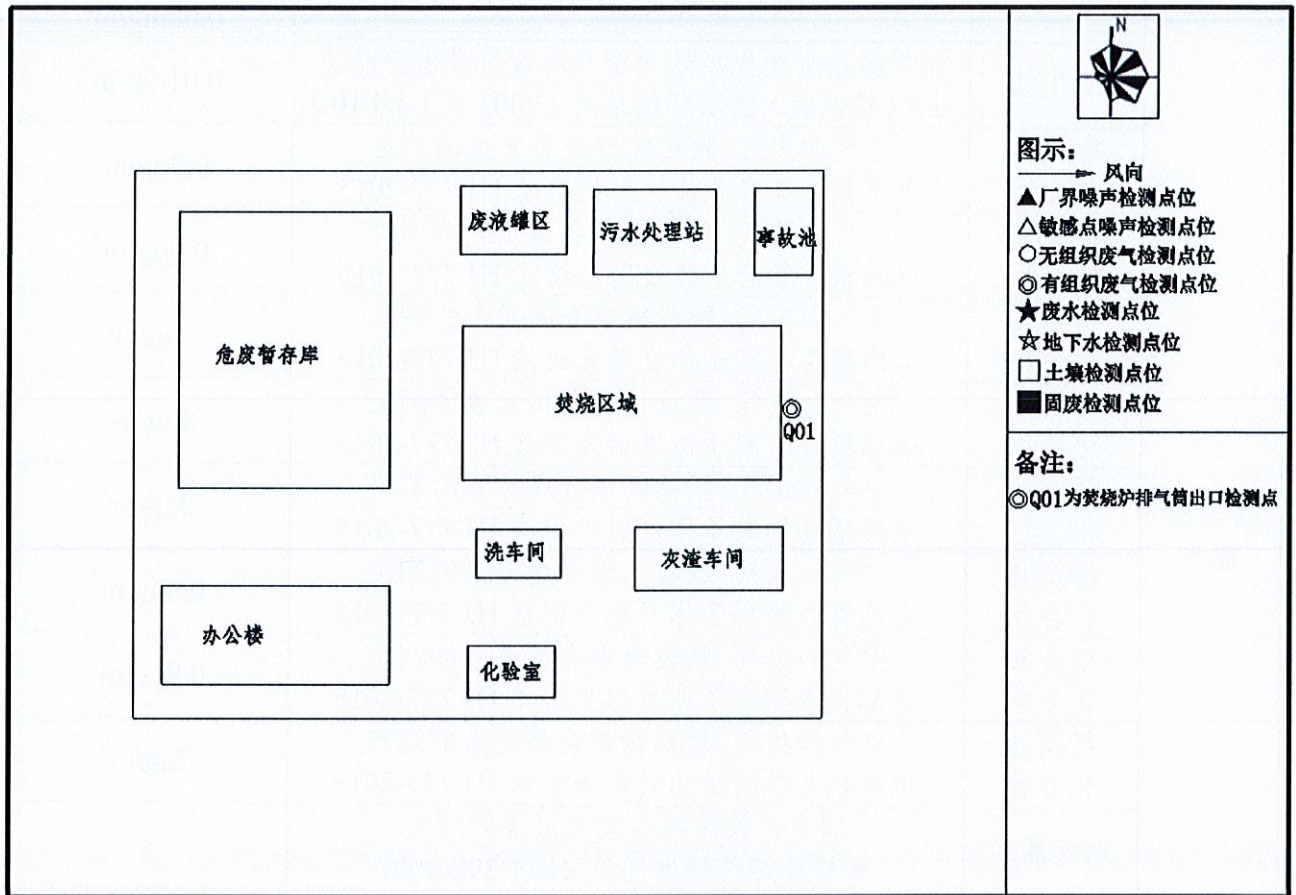 废液罐区
污水处理站
事故池
危废暂存库
焚烧区域
Q01
洗车间
灰渣车间
办公楼
化验室
N
图示：
风向
▲厂界噪声检测点位
△敏感点噪声检测点位
○无组织废气检测点位
◎有组织废气检测点位
★废水检测点位
☆地下水检测点位
□土壤检测点位
■固废检测点位
备注：
◎Q01为焚烧炉排气筒出口检测点